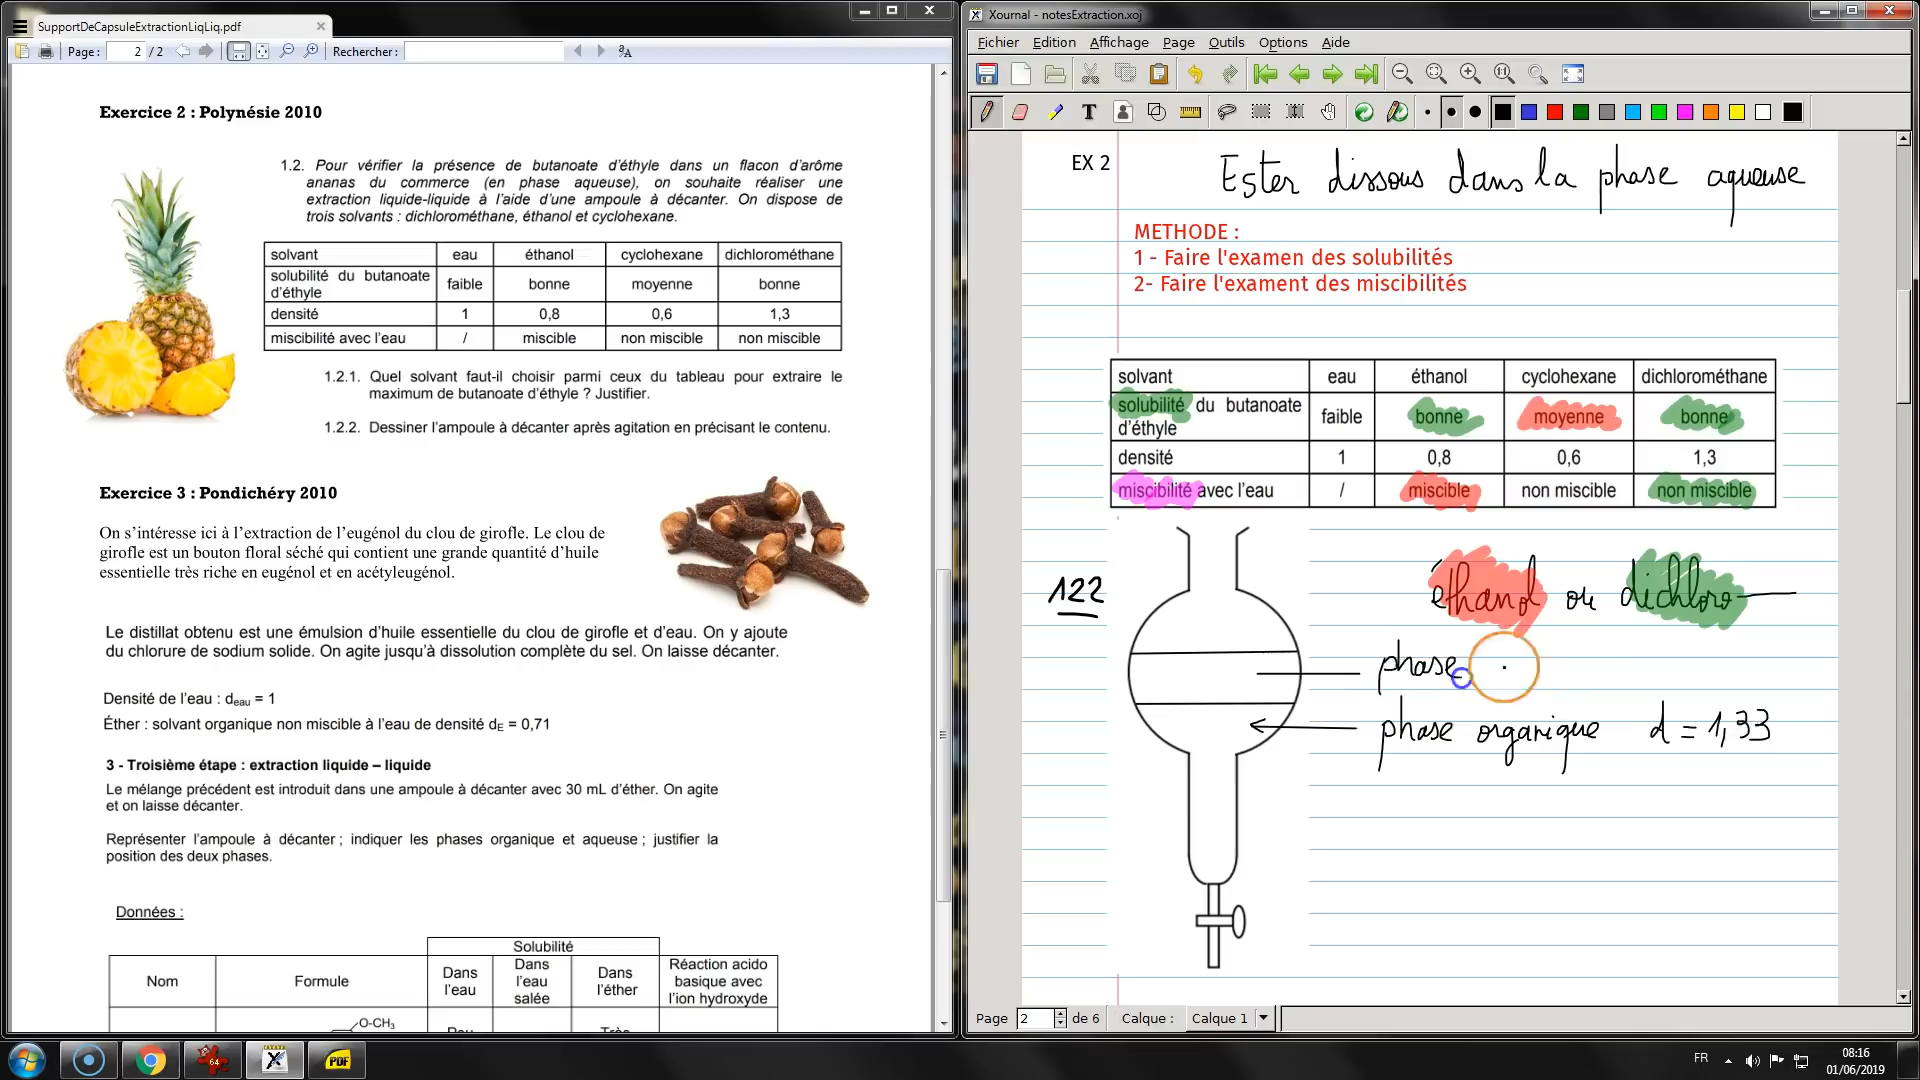 SupportDeCapsuleExtractionLiqLiq.pdf
Page : 2 / 2 Rechercher :
Exercice 2 : Polynésie 2010
1.2. Pour vérifier la présence de butanoate d'éthyle dans un flacon d'arôme
ananas du commerce (en phase aqueuse), on souhaite réaliser une
extraction liquide-liquide à l'aide d'une ampoule à décanter. On dispose de
trois solvants : dichlorométhane, éthanol et cyclohexane.
solvant eau éthanol cyclohexane dichlorométhane
solubilité du butanoate
d'éthyle faible bonne moyenne bonne
densité 1 0,8 0,6 1,3
miscibilité avec l'eau / miscible non miscible non miscible
1.2.1. Quel solvant faut-il choisir parmi ceux du tableau pour extraire le
maximum de butanoate d'éthyle ? Justifier.
1.2.2. Dessiner l'ampoule à décanter après agitation en précisant le contenu.
Exercice 3 : Pondichéry 2010
On s'intéresse ici à l'extraction de l'eugénol du clou de girofle. Le clou de
girofle est un bouton floral séché qui contient une grande quantité d'huile
essentielle très riche en eugénol et en acétyleugénol.
Le distillat obtenu est une émulsion d'huile essentielle du clou de girofle et d'eau. On y ajoute
du chlorure de sodium solide. On agite jusqu'à dissolution complète du sel. On laisse décanter.
Densité de l'eau : deau = 1
Éther : solvant organique non miscible à l'eau de densité dE = 0,71
3 - Troisième étape : extraction liquide – liquide
Le mélange précédent est introduit dans une ampoule à décanter avec 30 mL d'éther. On agite
et on laisse décanter.
Représenter l'ampoule à décanter ; indiquer les phases organique et aqueuse ; justifier la
position des deux phases.
Données :
Solubilité
Nom Formule Dans
l'eau Dans
l'eau
salée Dans
l'éther Réaction acido
basique avec
l'ion hydroxyde
O-CH3
Peu Très
Xournal - notesExtraction.xoj
Fichier Edition Affichage Page Outils Options Aide
EX 2 Ester dissous dans la phase aqueuse
METHODE :
1 - Faire l'examen des solubilités
2- Faire l'exament des miscibilités
solvant eau éthanol cyclohexane dichlorométhane
solubilité du butanoate
d'éthyle faible bonne moyenne bonne
densité 1 0,8 0,6 1,3
miscibilité avec l'eau / miscible non miscible non miscible
122 éthanol ou dichloro
phase
phase organique d = 1,33
Page 2 de 6 Calque : Calque 1
64 PDF FR 08:16
01/06/2019